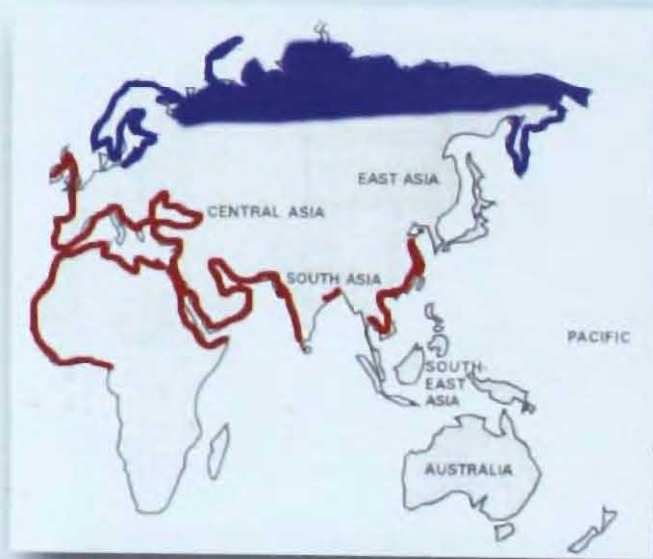 EAST ASIA
CENTRAL ASIA
SOUTH ASIA
PACIFIC
SOUTH-
EAST
ASIA
AUSTRALIA